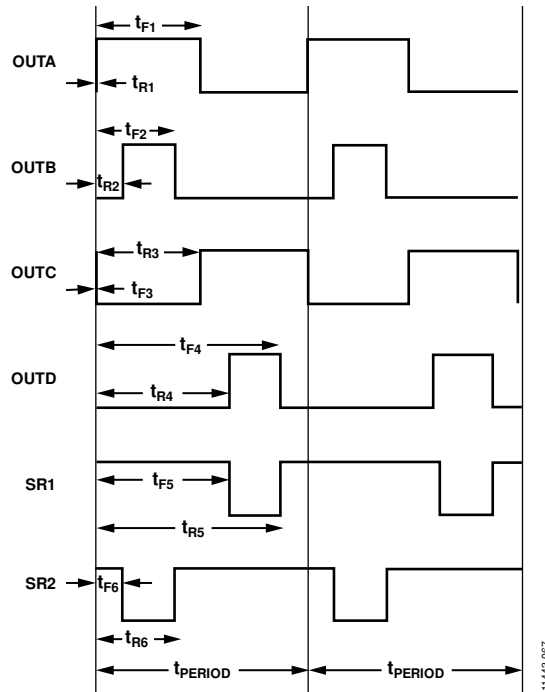 tF1
OUTA
tR1
tF2
OUTB
tR2
tR3
OUTC
tF3
tF4
OUTD
tR4
SR1
tF5
tR5
SR2
tF6
tR6
tPERIOD tPERIOD